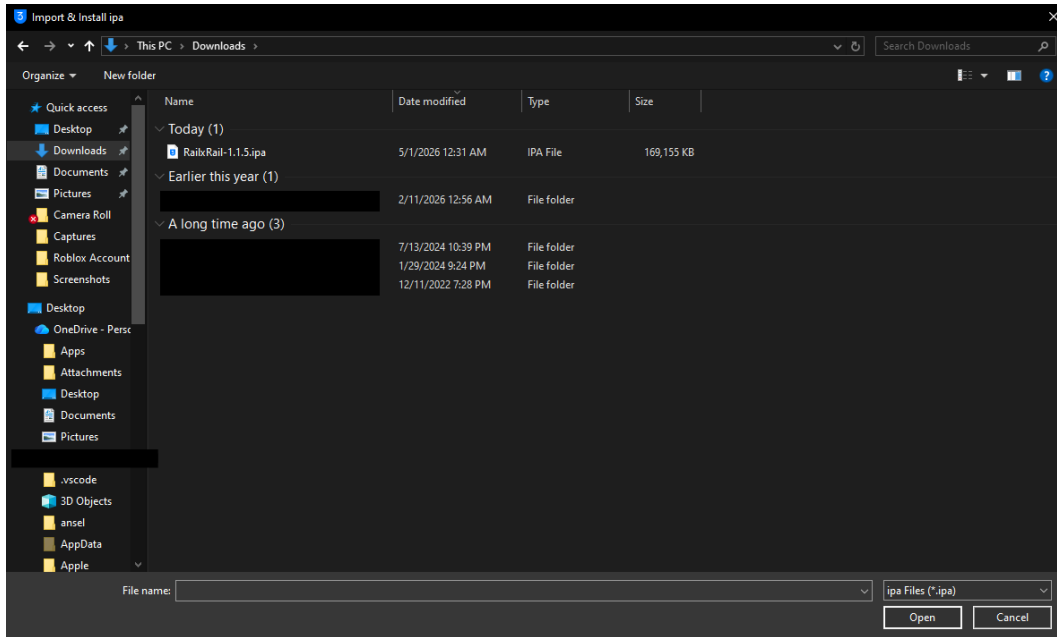 Import & Install ipa
This PC > Downloads >
Search Downloads
Organize
New folder
Name Date modified Type Size
Quick access
Desktop
Downloads
Documents
Pictures
Camera Roll
Captures
Roblox Account
Screenshots
Desktop
OneDrive - Perso
Apps
Attachments
Desktop
Documents
Pictures
.vscode
3D Objects
ansel
AppData
Apple
Today (1)
RailxRail-1.1.5.ipa 5/1/2026 12:31 AM IPA File 169,155 KB
Earlier this year (1)
2/11/2026 12:56 AM File folder
A long time ago (3)
7/13/2024 10:39 PM File folder
1/29/2024 9:24 PM File folder
12/11/2022 7:28 PM File folder
File name:
ipa Files (*.ipa)
Open Cancel